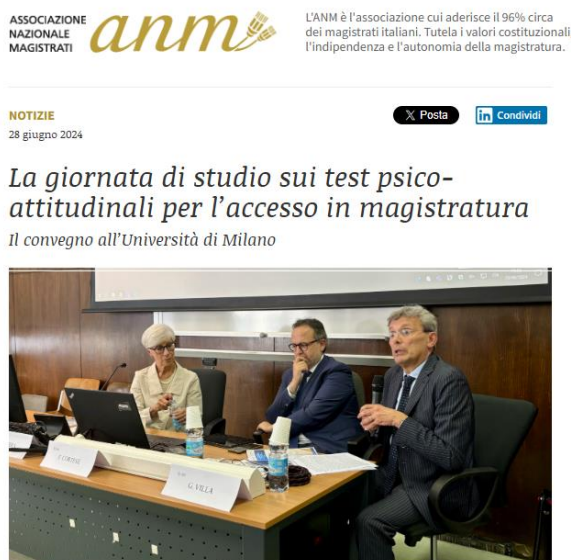 ASSOCIAZIONE
NAZIONALE
MAGISTRATI
anm
L'ANM è l'associazione cui aderisce il 96% circa
dei magistrati italiani. Tutela i valori costituzionali
l'indipendenza e l'autonomia della magistratura.
NOTIZIE
28 giugno 2024
X Posta
in Condividi
La giornata di studio sui test psico-
attitudinali per l'accesso in magistratura
Il convegno all'Università di Milano
G. VILLA